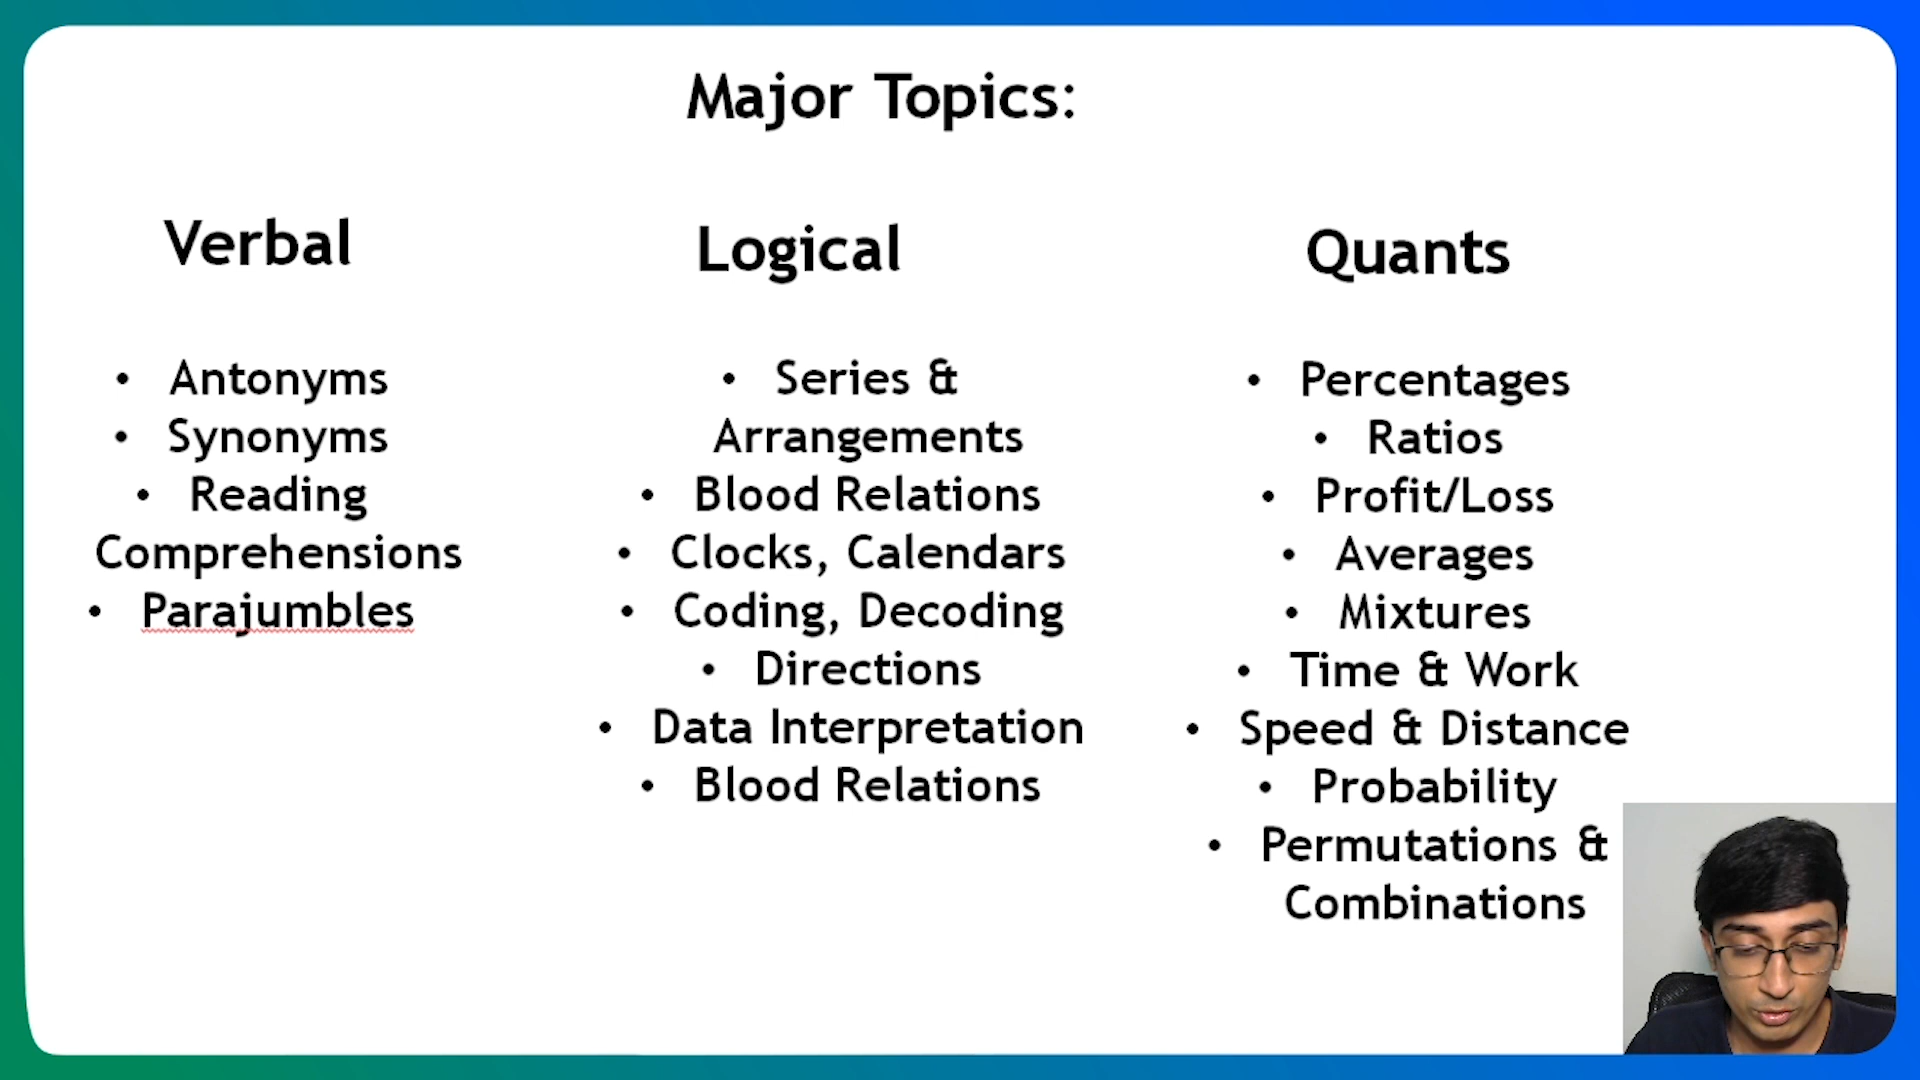 Major Topics:
Verbal
• Antonyms
• Synonyms
• Reading
Comprehensions
• Parajumbles
Logical
• Series &
Arrangements
• Blood Relations
• Clocks, Calendars
• Coding, Decoding
• Directions
• Data Interpretation
• Blood Relations
Quants
• Percentages
• Ratios
• Profit/Loss
• Averages
• Mixtures
• Time & Work
• Speed & Distance
• Probability
• Permutations &
Combinations